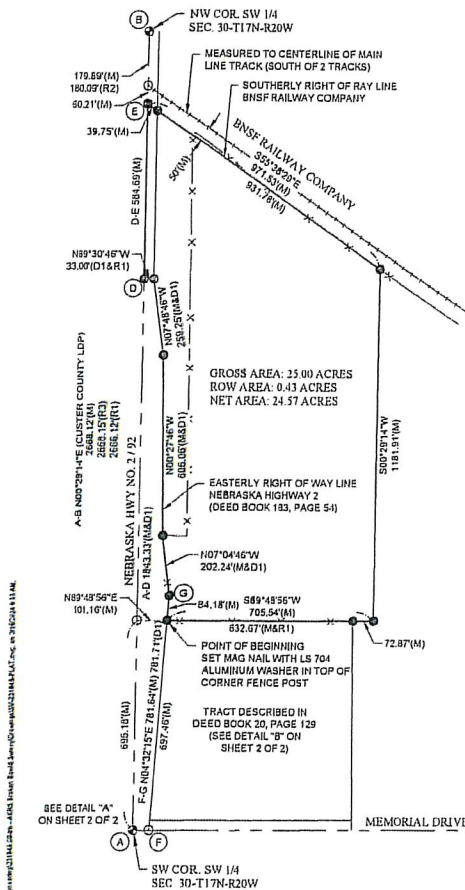 B
NW COR. SW 1/4
SEC. 30-T17N-R20W
MEASURED TO CENTERLINE OF MAIN
LINE TRACK (SOUTH OF 2 TRACKS)
179.89'(M)
180.09'(R2)
SOUTHERLY RIGHT OF RAY LINE
BNSF RAILWAY COMPANY
60.21'(M)
E
39.75'(M)
BNSF RAILWAY COMPANY
S55°38'29"E
971.53'(M)
931.78'(M)
50'(M)
D-E 584.65'(M)
N89°30'46"W
33.00'(D1&R1)
D
N07°48'46"W
259.25'(M&D1)
GROSS AREA: 25.00 ACRES
ROW AREA: 0.43 ACRES
NET AREA: 24.57 ACRES
A-B N00°29'14"E (CUSTER COUNTY LDP)
2668.12'(M)
2668.15'(R3)
2666.12'(R1)
N00°27'46"W
606.06'(M&D1)
S00°29'14"W
1181.91'(M)
NEBRASKA HWY NO. 2 / 92
A-D 1843.33'(M&D1)
EASTERLY RIGHT OF WAY LINE
NEBRASKA HIGHWAY 2
(DEED BOOK 183, PAGE 54)
N07°04'46"W
202.24'(M&D1)
G
N89°48'56"E
101.16'(M)
84.18'(M)
S89°48'56"W
705.54'(M)
632.67'(M&R1)
72.87'(M)
POINT OF BEGINNING
SET MAG NAIL WITH LS 704
ALUMINUM WASHER IN TOP OF
CORNER FENCE POST
TRACT DESCRIBED IN
DEED BOOK 20, PAGE 129
(SEE DETAIL "B" ON
SHEET 2 OF 2)
695.18'(M)
F-G N04°32'15"E 781.64'(M) 781.71'(D1)
697.46'(M)
SEE DETAIL "A"
ON SHEET 2 OF 2
A
F
MEMORIAL DRIVE
SW COR. SW 1/4
SEC 30-T17N-R20W